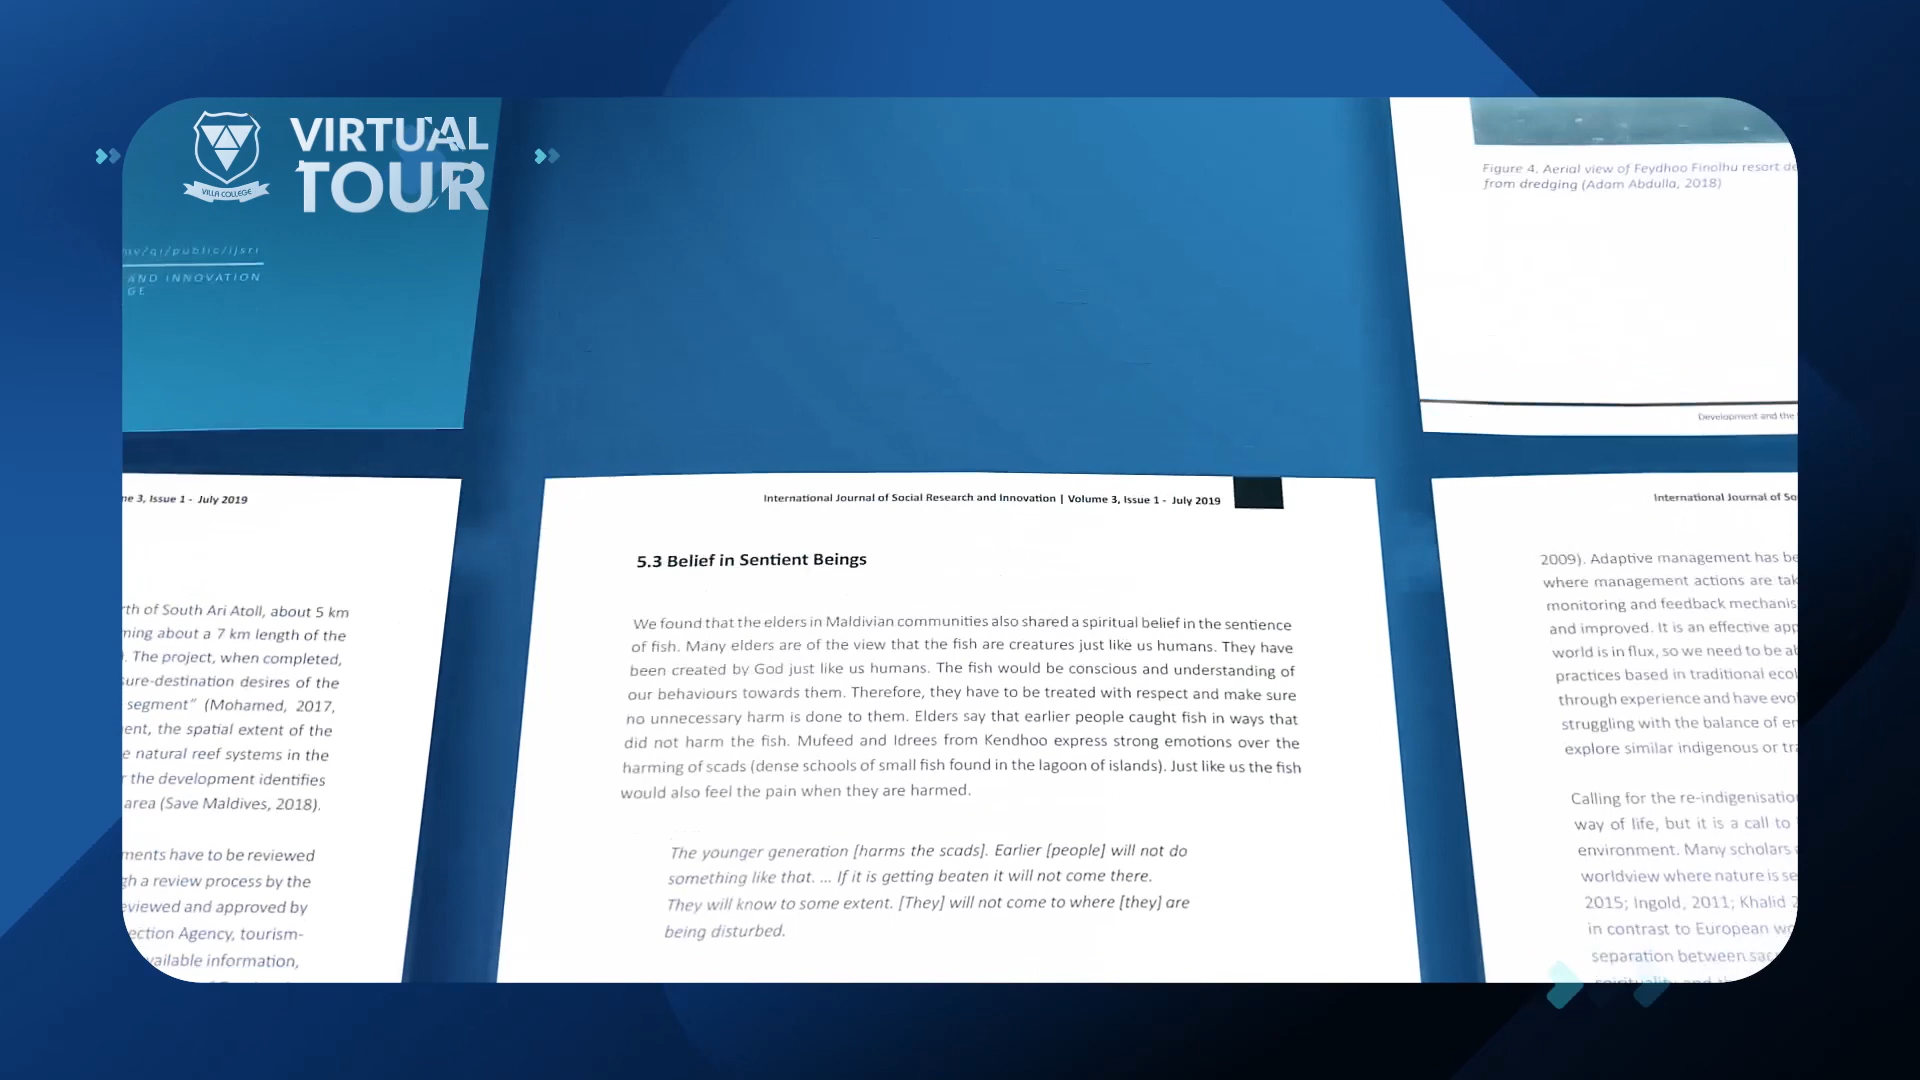 VILLA COLLEGE
VIRTUAL
TOUR
mv/qr/public/ijsri
AND INNOVATION
GE
Figure 4. Aerial view of Feydhoo Finolhu resort
from dredging (Adam Abdulla, 2018)
Development and the
3, Issue 1 - July 2019
of South Ari Atoll, about 5 km
about a 7 km length of the
. The project, when completed,
desires of the
segment” (Mohamed, 2017,
the spatial extent of the
natural reef systems in the
the development identifies
area (Save Maldives, 2018).
have to be reviewed
a review process by the
and approved by
Agency, tourism-
information,
International Journal of Social Research and Innovation | Volume 3, Issue 1 - July 2019
5.3 Belief in Sentient Beings
We found that the elders in Maldivian communities also shared a spiritual belief in the sentience
of fish. Many elders are of the view that the fish are creatures just like us humans. They have
been created by God just like us humans. The fish would be conscious and understanding of
our behaviours towards them. Therefore, they have to be treated with respect and make sure
no unnecessary harm is done to them. Elders say that earlier people caught fish in ways that
did not harm the fish. Mufeed and Idrees from Kendhoo express strong emotions over the
harming of scads (dense schools of small fish found in the lagoon of islands). Just like us the fish
would also feel the pain when they are harmed.
The younger generation [harms the scads]. Earlier [people] will not do
something like that. ... If it is getting beaten it will not come there.
They will know to some extent. [They] will not come to where [they] are
being disturbed.
International Journal of
2009). Adaptive management has
where management actions are
monitoring and feedback
and improved. It is an effective
world is in flux, so we need to be
practices based in traditional
through experience and have
struggling with the balance of
explore similar indigenous or
Calling for the
way of life, but it is a call to
environment. Many scholars
worldview where nature is
2015; Ingold, 2011; Khalid
in contrast to European
separation between